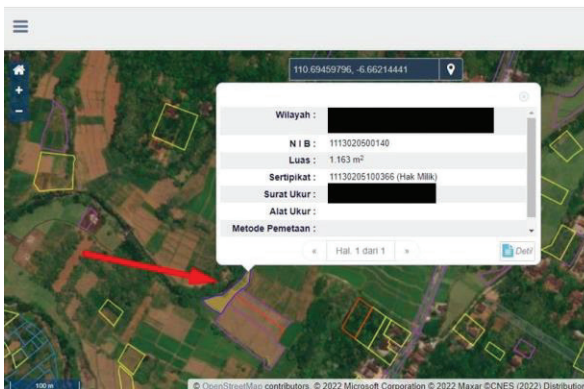 110.69459796, -6.66214441
Wilayah :
N I B : 1113020500140
Luas : 1.163 m²
Sertipikat : 11130205100366 (Hak Milik)
Surat Ukur :
Alat Ukur :
Metode Pemetaan :
« Hal. 1 dari 1 » Detil
100 m
© OpenStreetMap contributors, © 2022 Microsoft Corporation © 2022 Maxar ©CNES (2022) Distribution